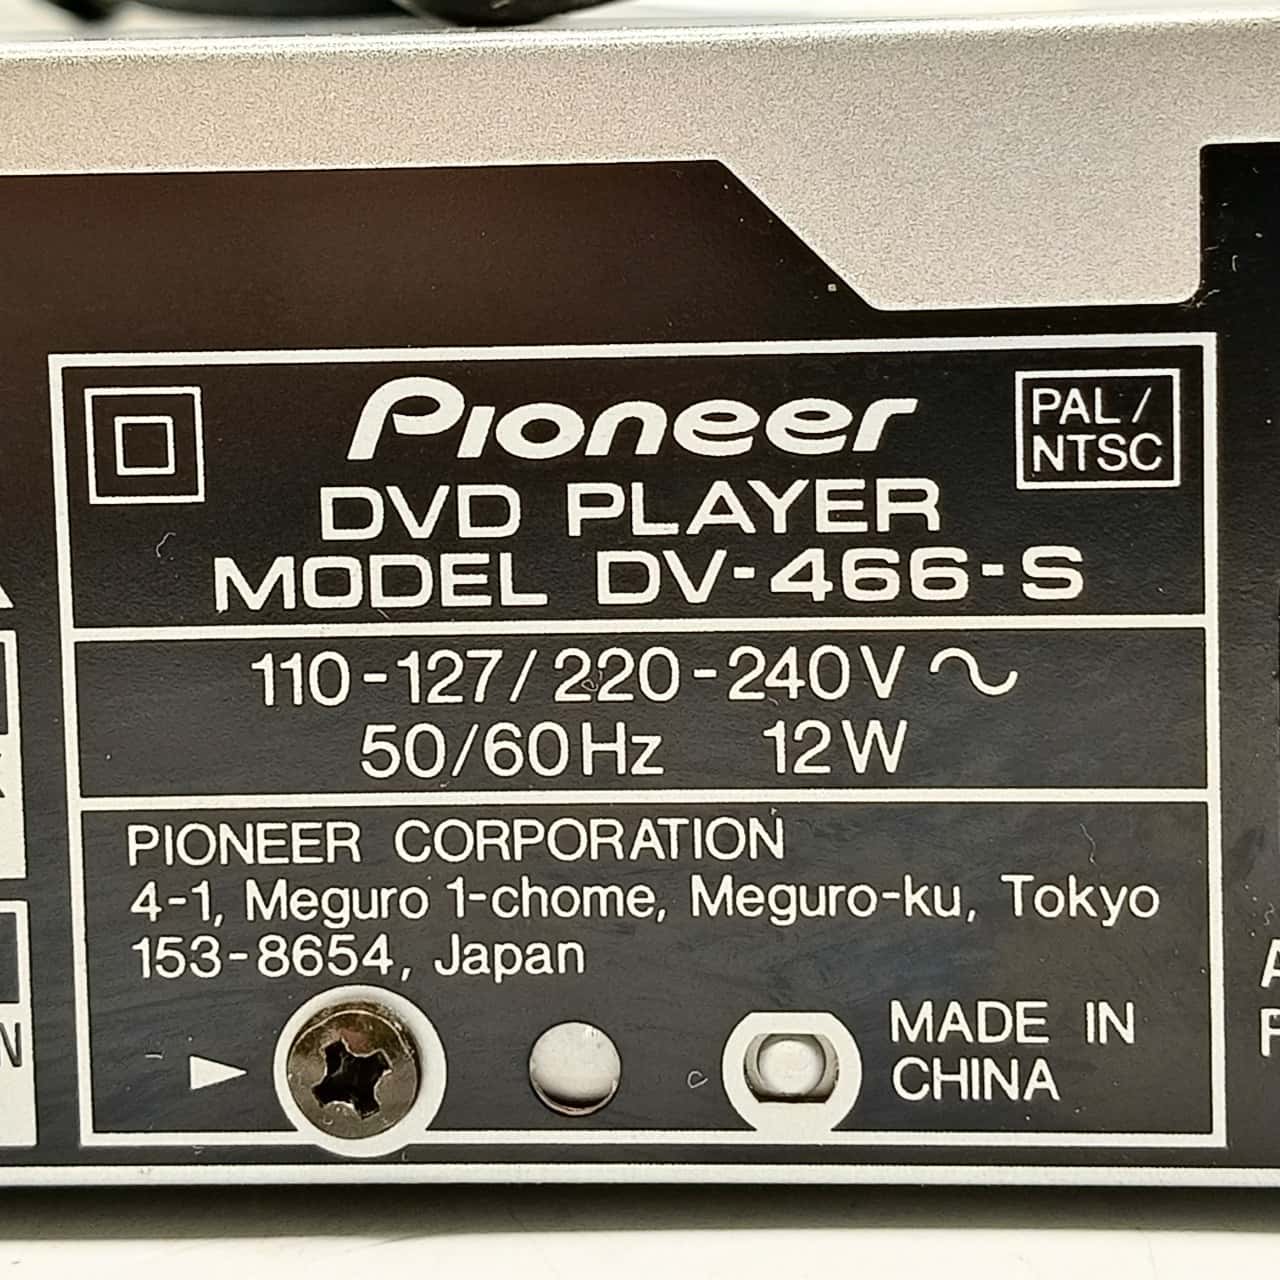 Pioneer
PAL/
NTSC
DVD PLAYER
MODEL DV-466-S
110-127/220-240V ~
50/60Hz 12W
PIONEER CORPORATION
4-1, Meguro 1-chome, Meguro-ku, Tokyo
153-8654, Japan
MADE IN
CHINA